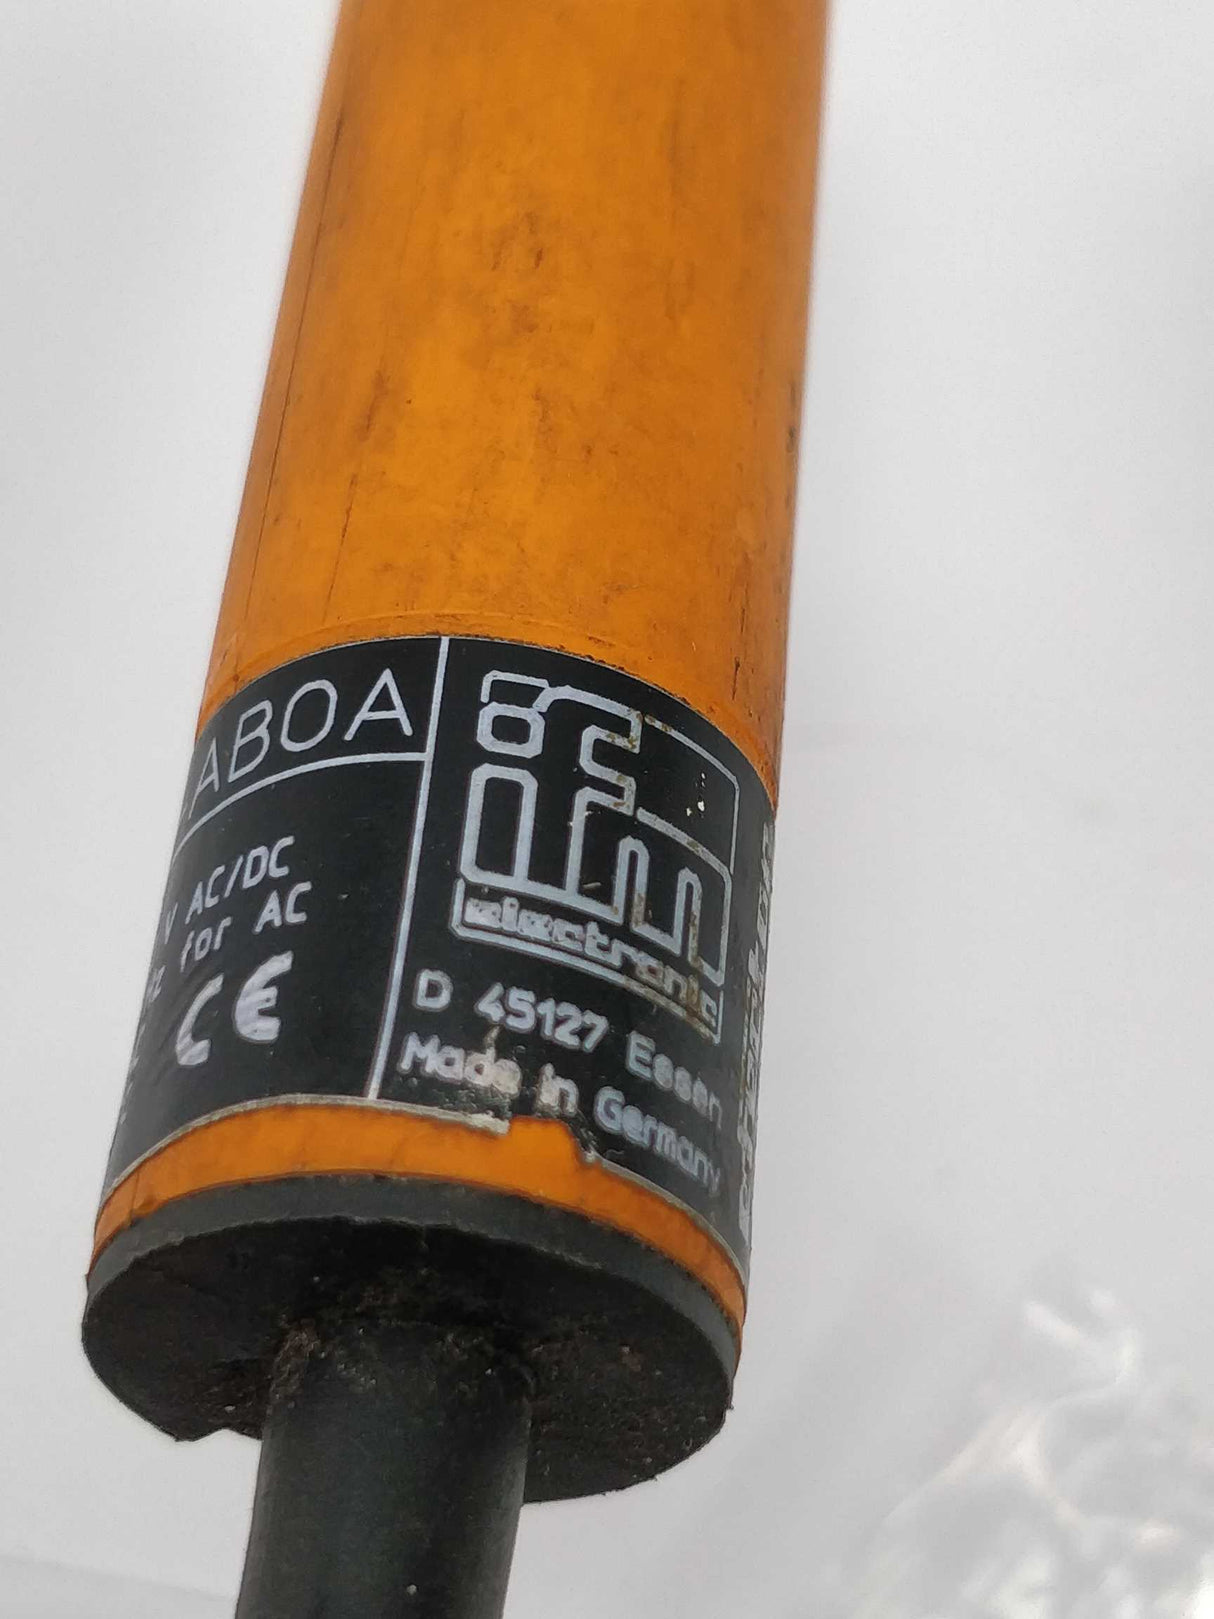 ABOA
V AC/DC
for AC
CE
ifm
electronic
D 45127 Essen
Made in Germany